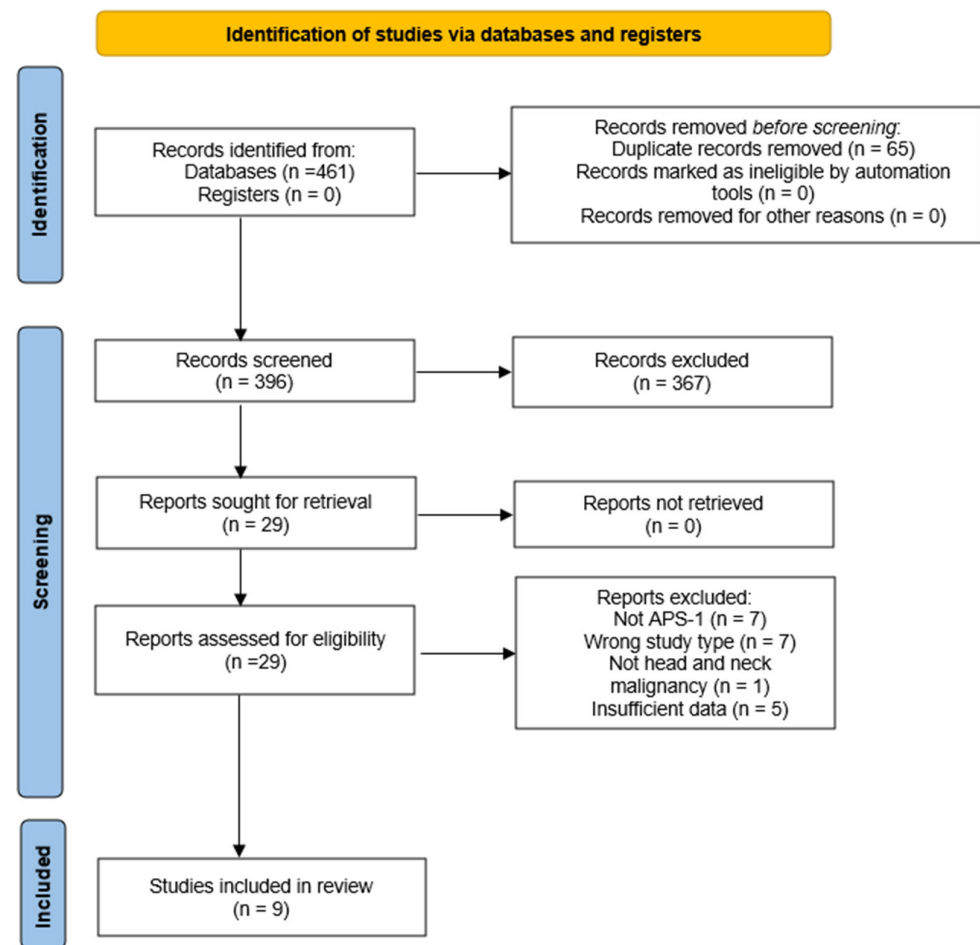 Identification of studies via databases and registers
Identification
Records identified from:
Databases (n =461)
Registers (n = 0)
Records removed before screening:
Duplicate records removed (n = 65)
Records marked as ineligible by automation
tools (n = 0)
Records removed for other reasons (n = 0)
Screening
Records screened
(n = 396)
Records excluded
(n = 367)
Reports sought for retrieval
(n = 29)
Reports not retrieved
(n = 0)
Reports assessed for eligibility
(n =29)
Reports excluded:
Not APS-1 (n = 7)
Wrong study type (n = 7)
Not head and neck
malignancy (n = 1)
Insufficient data (n = 5)
Included
Studies included in review
(n = 9)